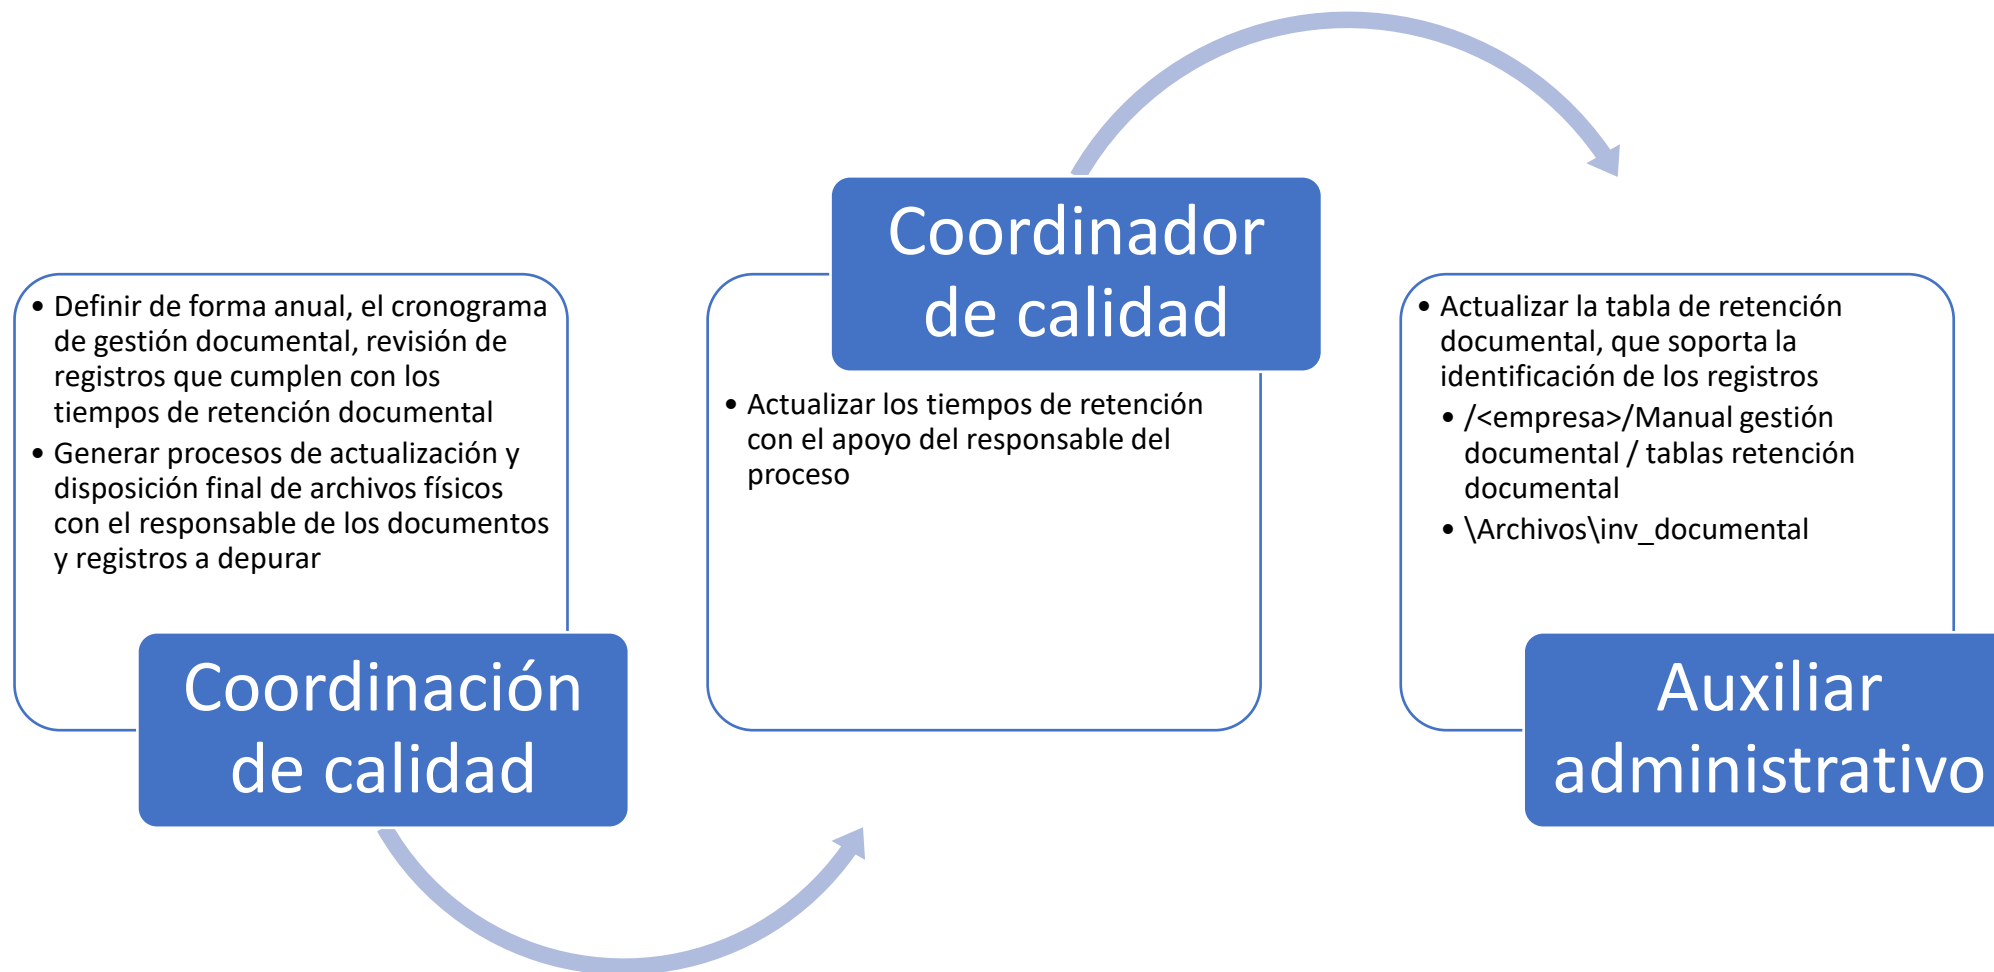 • Definir de forma anual, el cronograma
de gestión documental, revisión de
registros que cumplen con los
tiempos de retención documental
• Generar procesos de actualización y
disposición final de archivos físicos
con el responsable de los documentos
y registros a depurar
Coordinación
de calidad
Coordinador
de calidad
• Actualizar los tiempos de retención
con el apoyo del responsable del
proceso
• Actualizar la tabla de retención
documental, que soporta la
identificación de los registros
• /<empresa>/Manual gestión
documental / tablas retención
documental
• \Archivos\inv_documental
Auxiliar
administrativo